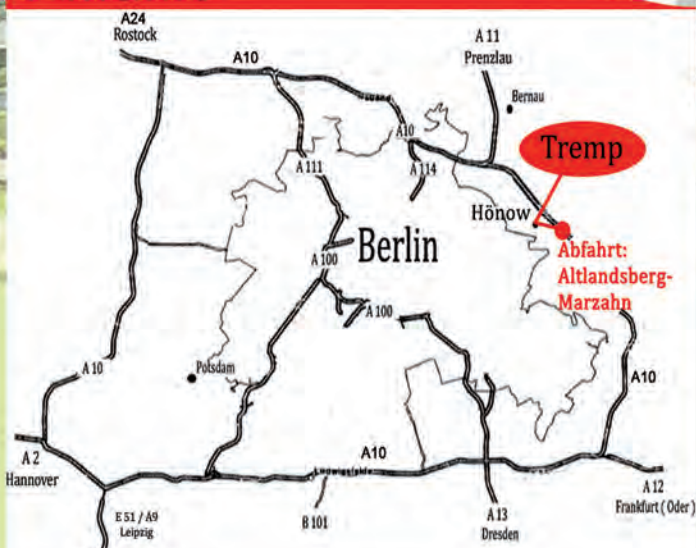 A24
Rostock
A10
A 11
Prenzlau
Bernau
A10
A 111
A 114
Tremp
Hönow
Berlin
Abfahrt:
Altlandsberg-
Marzahn
A 100
A 100
A 10
Potsdam
A10
A 2
Hannover
A10
E 51 / A9
Leipzig
B 101
A 13
Dresden
A 12
Frankfurt ( Oder )